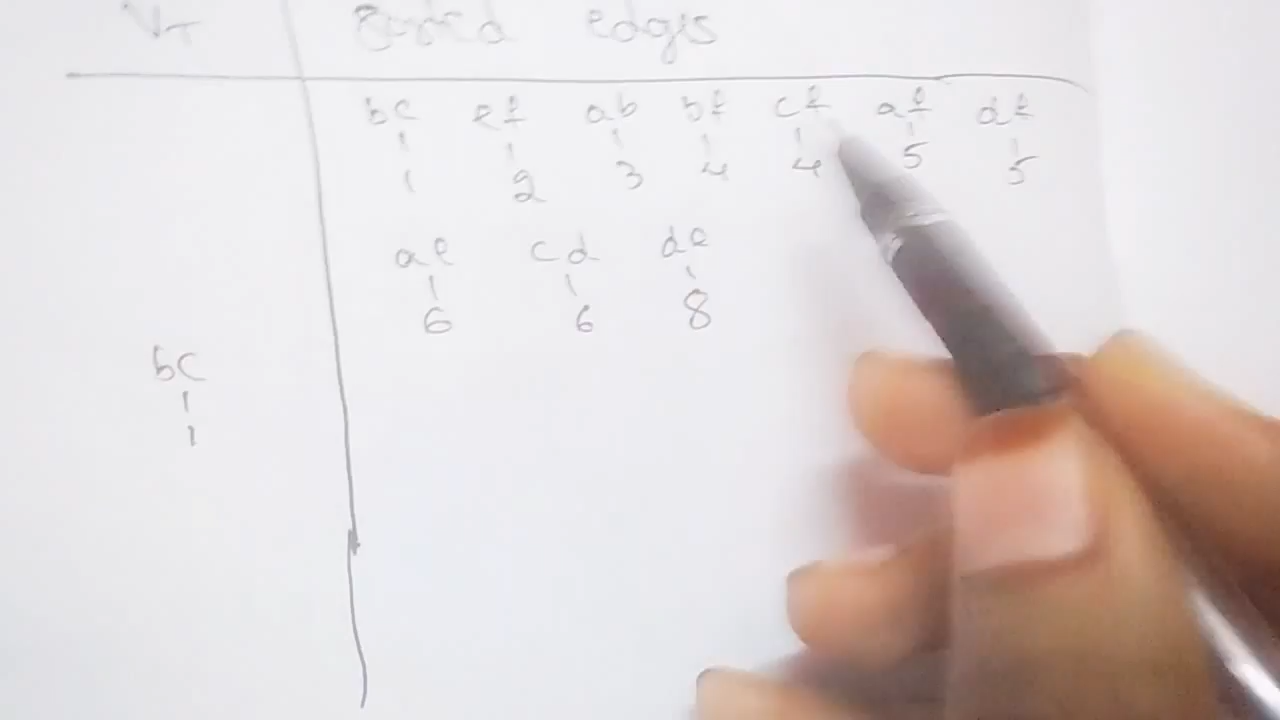 VT Sorted edges
bc ef ab bf cf af df
1 2 3 4 4 5 5
ae cd de
6 6 8
bc
1